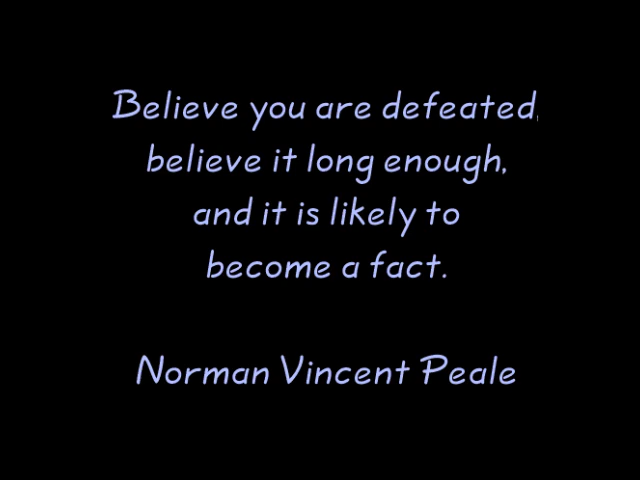 Believe you are defeated,
believe it long enough,
and it is likely to
become a fact.
Norman Vincent Peale